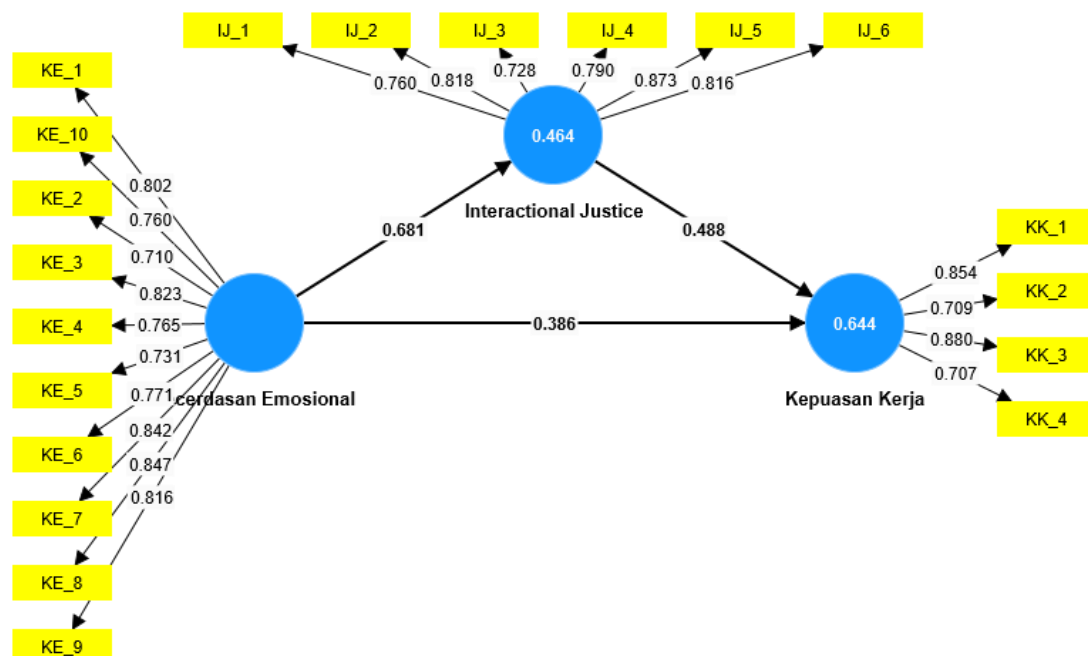 IJ_1
IJ_2
IJ_3
IJ_4
IJ_5
IJ_6
0.760
0.818
0.728
0.790
0.873
0.816
KE_1
KE_10
KE_2
KE_3
KE_4
KE_5
KE_6
KE_7
KE_8
KE_9
0.802
0.760
0.710
0.823
0.765
0.731
0.771
0.842
0.847
0.816
0.464
Interactional Justice
0.681
0.488
0.386
cerdasan Emosional
0.644
Kepuasan Kerja
0.854
0.709
0.880
0.707
KK_1
KK_2
KK_3
KK_4